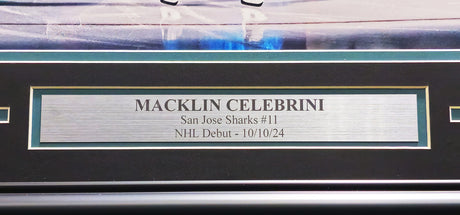 MACKLIN CELEBRINI
San Jose Sharks #11
NHL Debut - 10/10/24